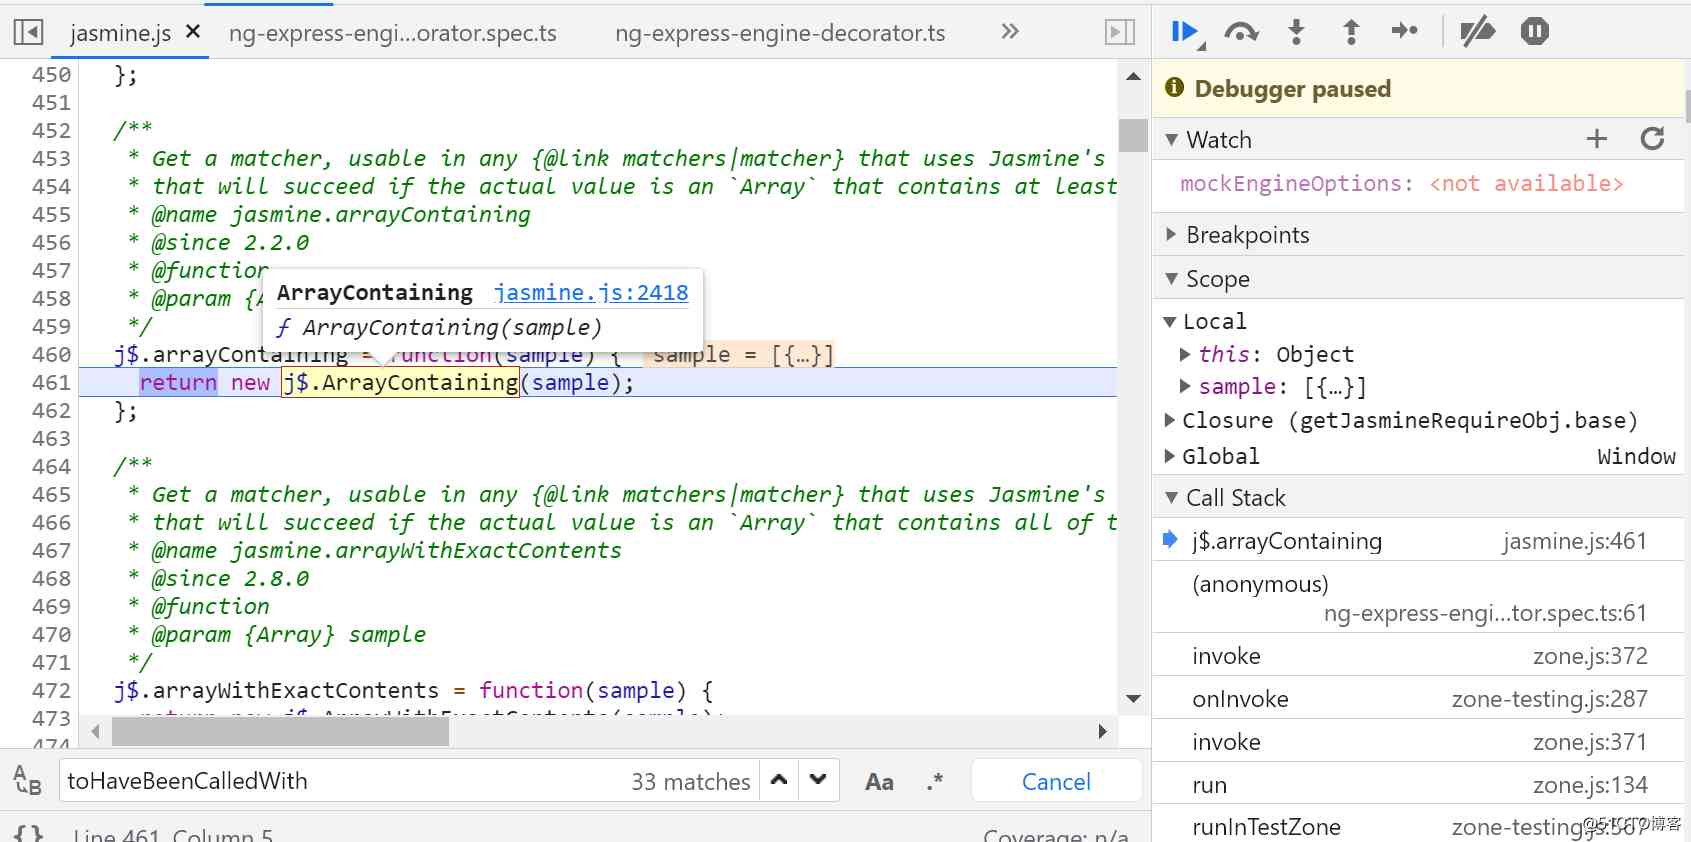 jasmine.js × ng-express-engi...orator.spec.ts ng-express-engine-decorator.ts »
450 };
451
452 /**
453 * Get a matcher, usable in any {@link matchers|matcher} that uses Jasmine's
454 * that will succeed if the actual value is an `Array` that contains at least
455 * @name jasmine.arrayContaining
456 * @since 2.2.0
457 * @function
458 * @param {A
459 */
460 j$.arrayContaining = function(sample) { sample = [{…}]
461 return new j$.ArrayContaining(sample);
462 };
463
464 /**
465 * Get a matcher, usable in any {@link matchers|matcher} that uses Jasmine's
466 * that will succeed if the actual value is an `Array` that contains all of t
467 * @name jasmine.arrayWithExactContents
468 * @since 2.8.0
469 * @function
470 * @param {Array} sample
471 */
472 j$.arrayWithExactContents = function(sample) {
473 return new j$.ArrayWithExactContents(sample);
474
ArrayContaining jasmine.js:2418
ƒ ArrayContaining(sample)
toHaveBeenCalledWith 33 matches Aa .* Cancel
{} Line 461, Column 5 Coverage: n/a
Debugger paused
Watch
mockEngineOptions: <not available>
Breakpoints
Scope
Local
this: Object
sample: [{…}]
Closure (getJasmineRequireObj.base)
Global Window
Call Stack
j$.arrayContaining jasmine.js:461
(anonymous)
ng-express-engi...tor.spec.ts:61
invoke zone.js:372
onInvoke zone-testing.js:287
invoke zone.js:371
run zone.js:134
runInTestZone zone-testing.js:567
@51CTO博客